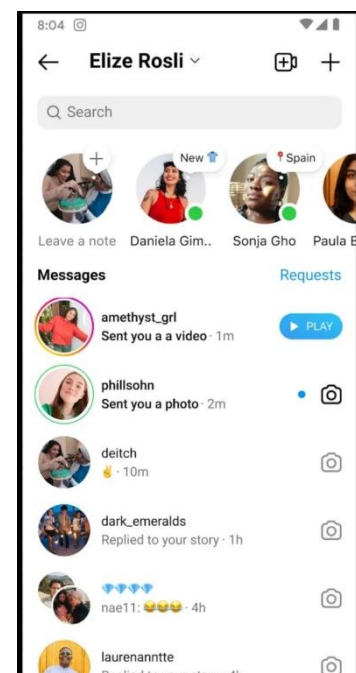 8:04
Elize Rosli
Search
New 👕
📍Spain
Leave a note
Daniela Gim..
Sonja Gho
Paula E
Messages
Requests
amethyst_grl
Sent you a a video · 1m
PLAY
phillsohn
Sent you a photo · 2m
deitch
✌ · 10m
dark_emeralds
Replied to your story · 1h
💎💎💎💎
nae11: 😂😂😂 · 4h
laurenanntte